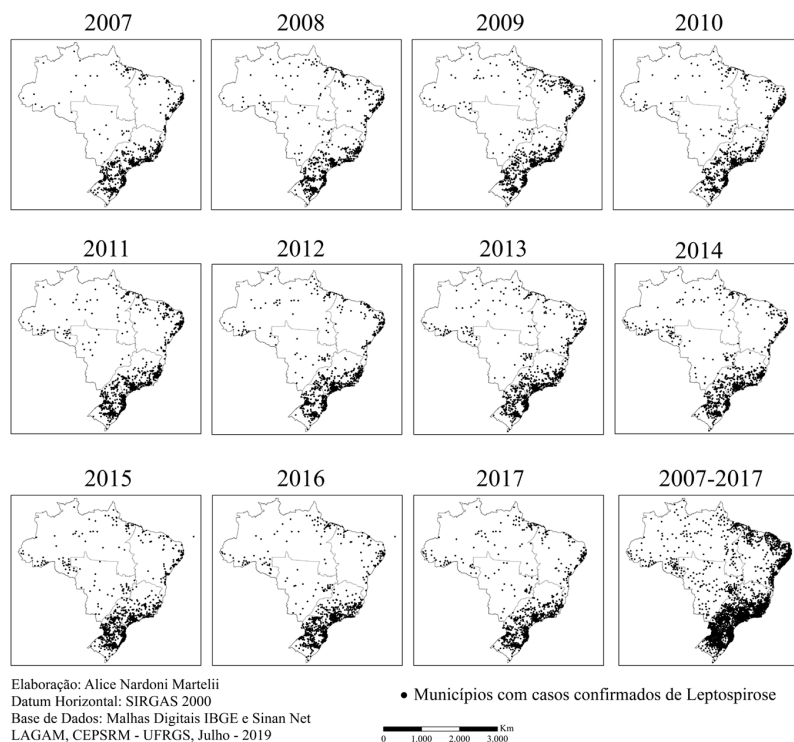 2007
2008
2009
2010
2011
2012
2013
2014
2015
2016
2017
2007-2017
Elaboração: Alice Nardoni Martelii
Datum Horizontal: SIRGAS 2000
Base de Dados: Malhas Digitais IBGE e Sinan Net
LAGAM, CEPSRM - UFRGS, Julho - 2019
Municípios com casos confirmados de Leptospirose
Km
0 1.000 2.000 3.000